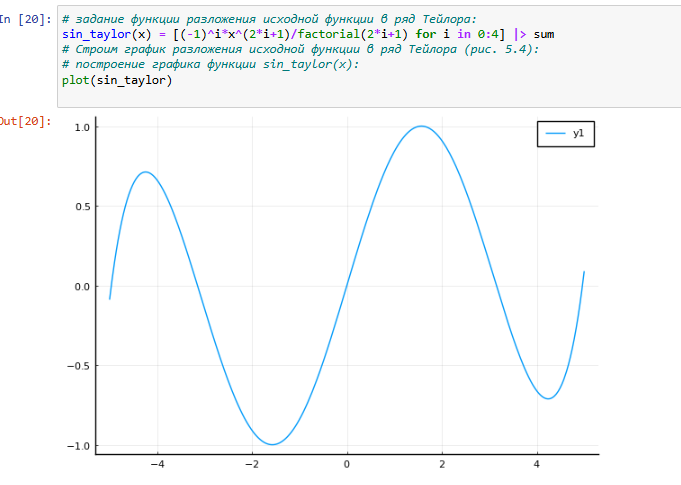 In [20]: # задание функции разложения исходной функции в ряд Тейлора:
sin_taylor(x) = [(-1)^i*x^(2*i+1)/factorial(2*i+1) for i in 0:4] |> sum
# Строим график разложения исходной функции в ряд Тейлора (рис. 5.4):
# построение графика функции sin_taylor(x):
plot(sin_taylor)
Out[20]:
1.0
y1
0.5
0.0
−0.5
−1.0
−4 −2 0 2 4